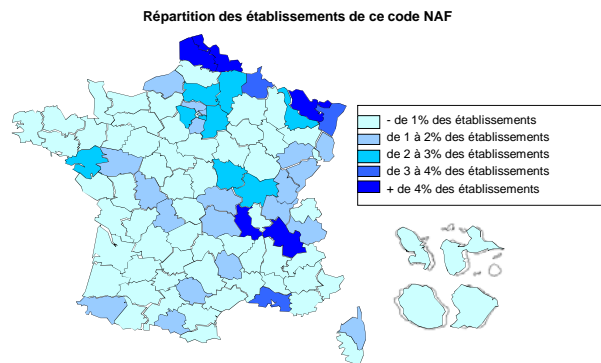 Répartition des établissements de ce code NAF
- de 1% des établissements
de 1 à 2% des établissements
de 2 à 3% des établissements
de 3 à 4% des établissements
+ de 4% des établissements